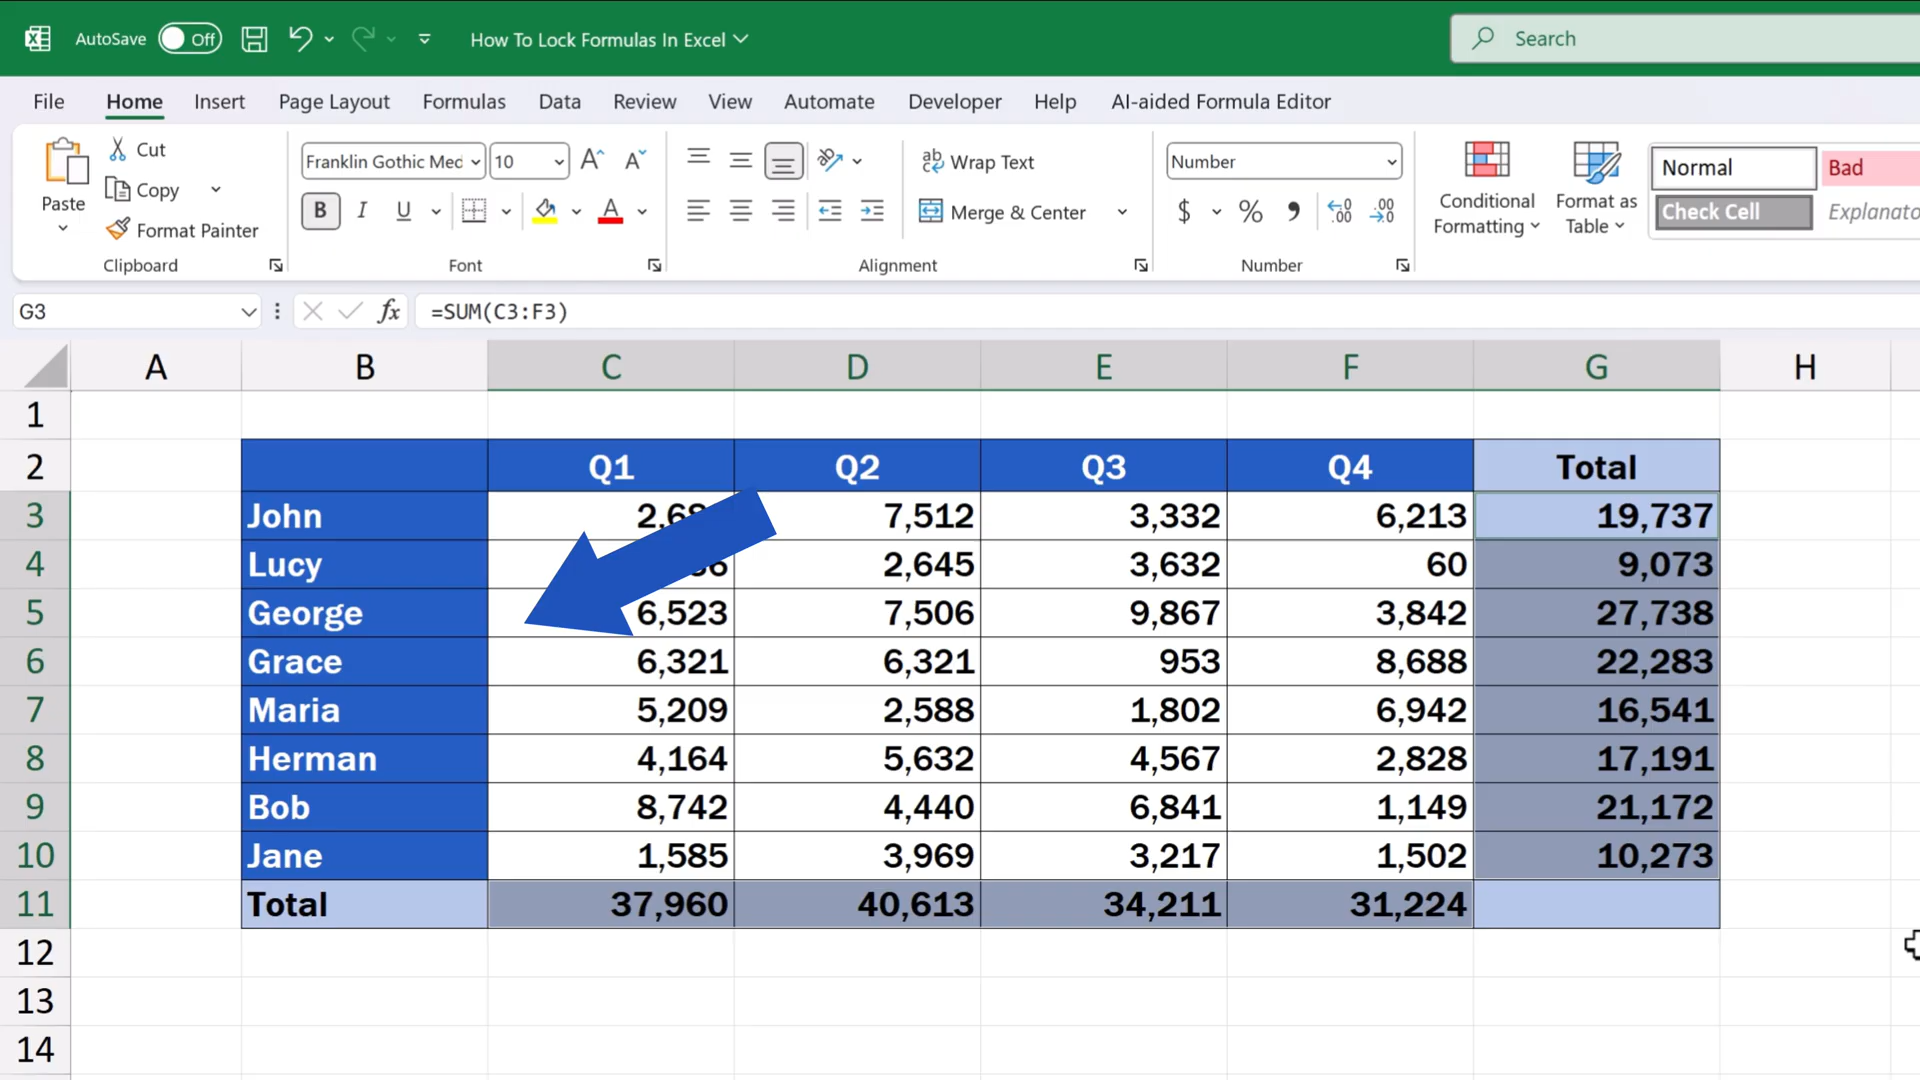 AutoSave Off How To Lock Formulas In Excel Search
File Home Insert Page Layout Formulas Data Review View Automate Developer Help AI-aided Formula Editor
Paste Cut Copy Format Painter
Clipboard
Franklin Gothic Med 10
B I U
Font
Wrap Text
Merge & Center
Alignment
Number
$ % 9 .00 .00
Number
Conditional Formatting
Format as Table
Normal Bad
Check Cell
G3 fx =SUM(C3:F3)
A B C D E F G H
1
2 Q1 Q2 Q3 Q4 Total
3 John 7,512 3,332 6,213 19,737
4 Lucy 2,645 3,632 60 9,073
5 George 6,523 7,506 9,867 3,842 27,738
6 Grace 6,321 6,321 953 8,688 22,283
7 Maria 5,209 2,588 1,802 6,942 16,541
8 Herman 4,164 5,632 4,567 2,828 17,191
9 Bob 8,742 4,440 6,841 1,149 21,172
10 Jane 1,585 3,969 3,217 1,502 10,273
11 Total 37,960 40,613 34,211 31,224
12
13
14